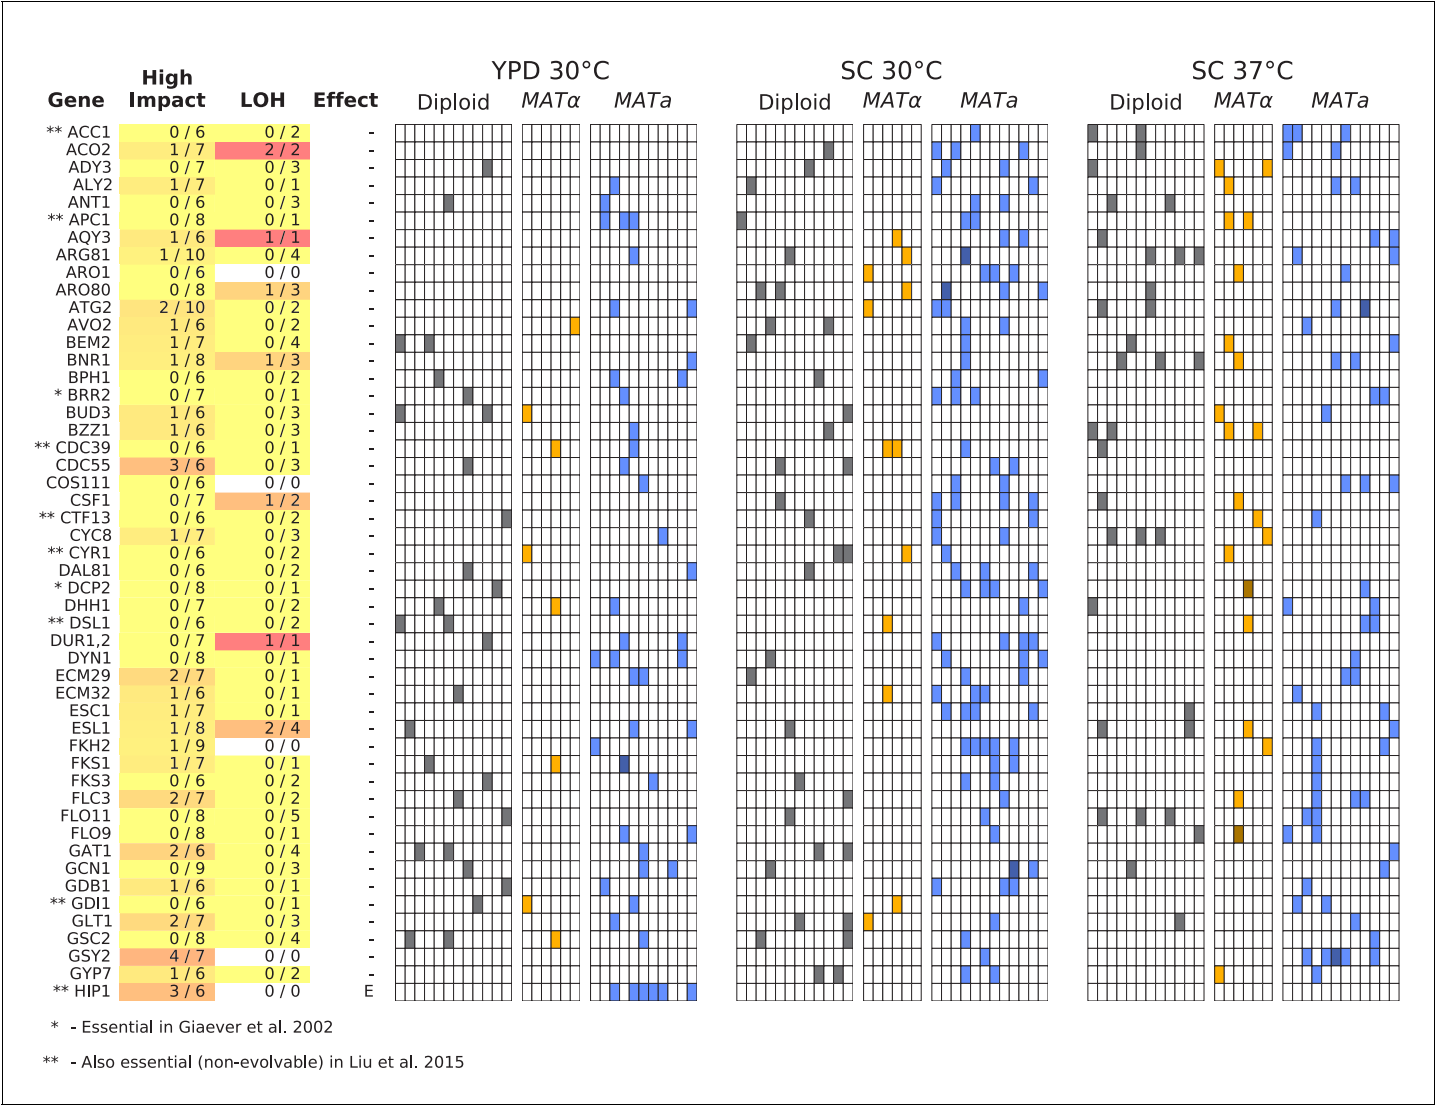 YPD 30°C SC 30°C SC 37°C
High
Gene Impact LOH Effect Diploid MATα MATa Diploid MATα MATa Diploid MATα MATa
** ACC1 0 / 6 0 / 2 -
ACO2 1 / 7 2 / 2 -
ADY3 0 / 7 0 / 3 -
ALY2 1 / 7 0 / 1 -
ANT1 0 / 6 0 / 3 -
** APC1 0 / 8 0 / 1 -
AQY3 1 / 6 1 / 1 -
ARG81 1 / 10 0 / 4 -
ARO1 0 / 6 0 / 0 -
ARO80 0 / 8 1 / 3 -
ATG2 2 / 10 0 / 2 -
AVO2 1 / 6 0 / 2 -
BEM2 1 / 7 0 / 4 -
BNR1 1 / 8 1 / 3 -
BPH1 0 / 6 0 / 2 -
* BRR2 0 / 7 0 / 1 -
BUD3 1 / 6 0 / 3 -
BZZ1 1 / 6 0 / 3 -
** CDC39 0 / 6 0 / 1 -
CDC55 3 / 6 0 / 3 -
COS111 0 / 6 0 / 0 -
CSF1 0 / 7 1 / 2 -
** CTF13 0 / 6 0 / 2 -
CYC8 1 / 7 0 / 3 -
** CYR1 0 / 6 0 / 2 -
DAL81 0 / 6 0 / 2 -
* DCP2 0 / 8 0 / 1 -
DHH1 0 / 7 0 / 2 -
** DSL1 0 / 6 0 / 2 -
DUR1,2 0 / 7 1 / 1 -
DYN1 0 / 8 0 / 1 -
ECM29 2 / 7 0 / 1 -
ECM32 1 / 6 0 / 1 -
ESC1 1 / 7 0 / 1 -
ESL1 1 / 8 2 / 4 -
FKH2 1 / 9 0 / 0 -
FKS1 1 / 7 0 / 1 -
FKS3 0 / 6 0 / 2 -
FLC3 2 / 7 0 / 2 -
FLO11 0 / 8 0 / 5 -
FLO9 0 / 8 0 / 1 -
GAT1 2 / 6 0 / 4 -
GCN1 0 / 9 0 / 3 -
GDB1 1 / 6 0 / 1 -
** GDI1 0 / 6 0 / 1 -
GLT1 2 / 7 0 / 3 -
GSC2 0 / 8 0 / 4 -
GSY2 4 / 7 0 / 0 -
GYP7 1 / 6 0 / 2 -
** HIP1 3 / 6 0 / 0 E
* - Essential in Giaever et al. 2002
** - Also essential (non-evolvable) in Liu et al. 2015